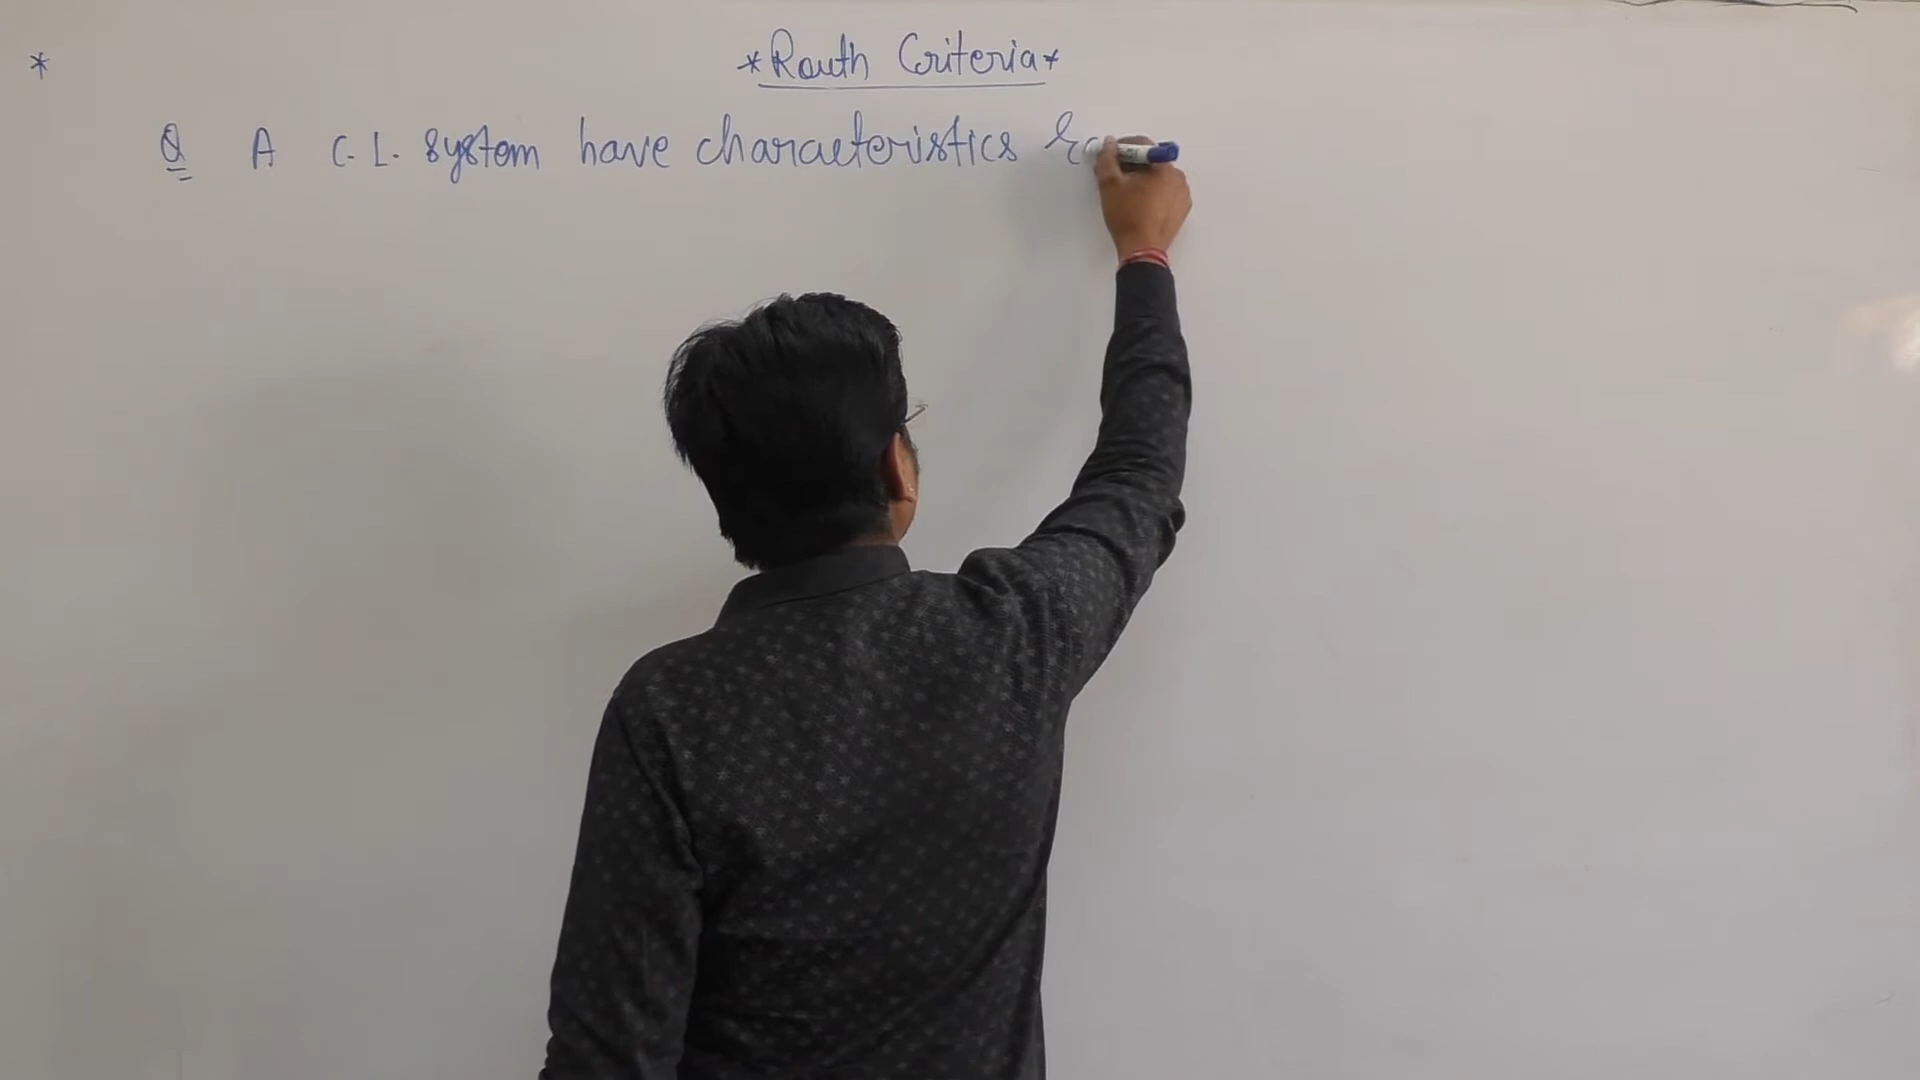 * *Routh Criteria*
Q A C.L. system have characteristics